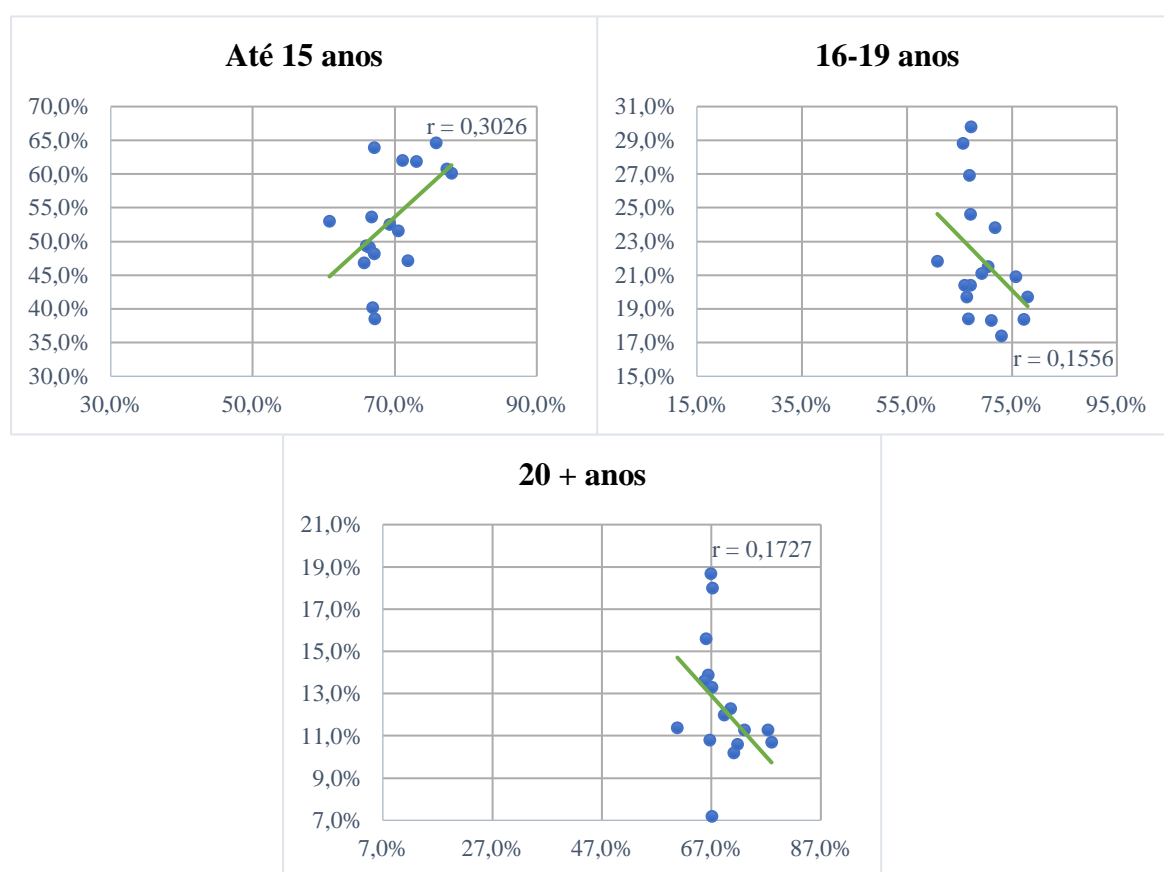 Até 15 anos
70,0%
65,0%
60,0%
55,0%
50,0%
45,0%
40,0%
35,0%
30,0%
r = 0,3026
30,0% 50,0% 70,0% 90,0%
16-19 anos
31,0%
29,0%
27,0%
25,0%
23,0%
21,0%
19,0%
17,0%
15,0%
r = 0,1556
15,0% 35,0% 55,0% 75,0% 95,0%
20 + anos
21,0%
19,0%
17,0%
15,0%
13,0%
11,0%
9,0%
7,0%
r = 0,1727
7,0% 27,0% 47,0% 67,0% 87,0%